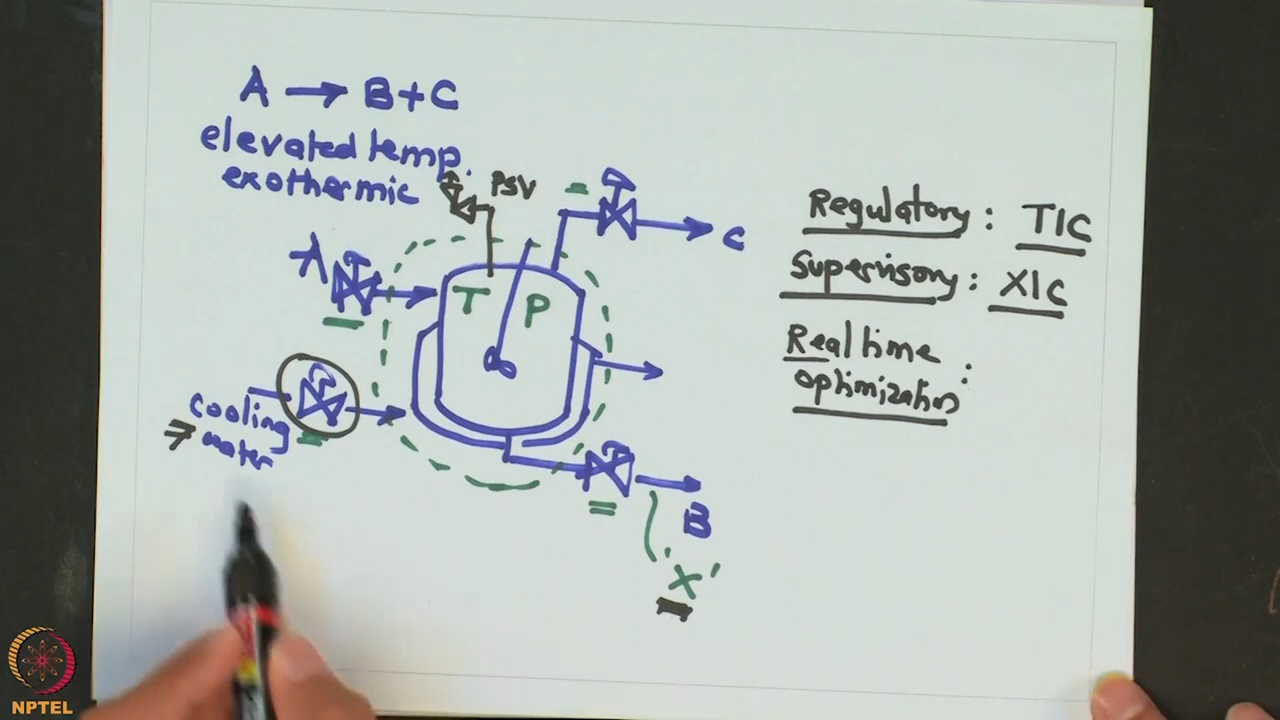 A → B+C
elevated temp.
exothermic
PSV
C
A
T P
cooling
⇒ water
B
'X'
Regulatory: TIC
Supervisory: XIC
Real time
optimization:
NPTEL